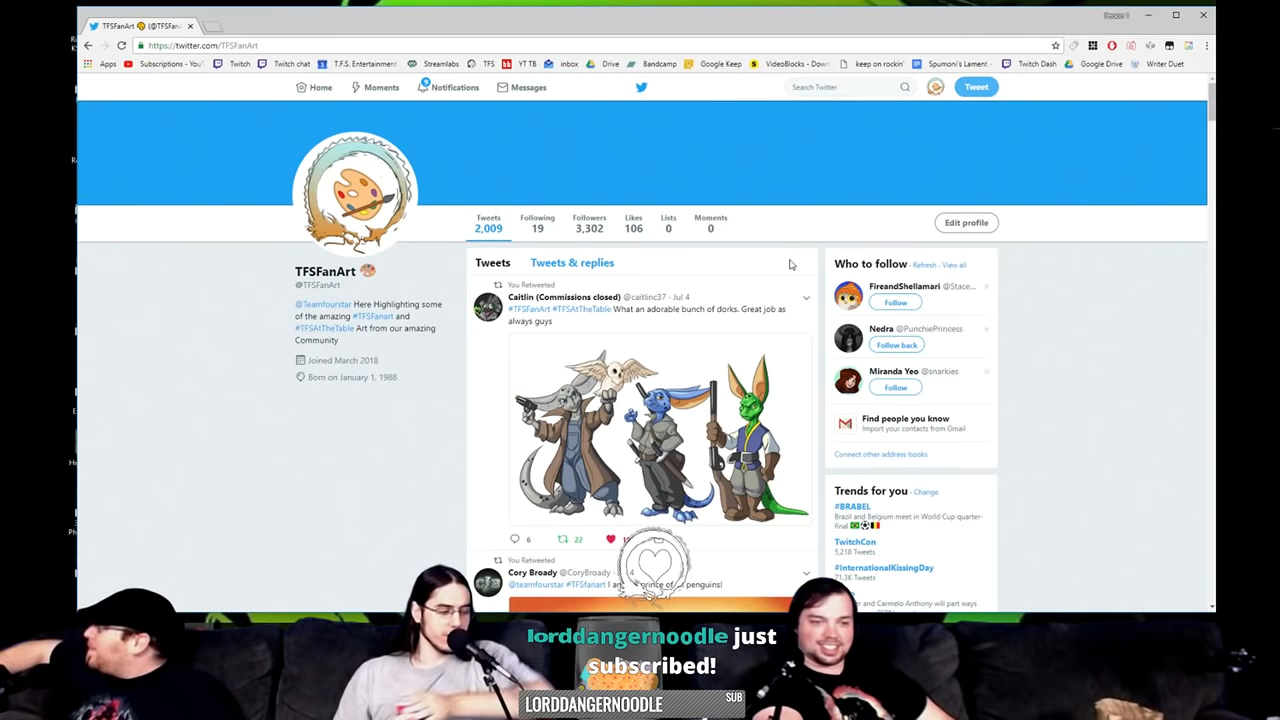 TFSFanArt 🎨 (@TFSFan
Person 1
https://twitter.com/TFSFanArt
Apps
Subscriptions - You
Twitch
Twitch chat
T.F.S. Entertainment
Streamlabs
TFS
YT TB
inbox
Drive
Bandcamp
Google Keep
VideoBlocks - Down
keep on rockin'
Spumoni's Lament -
Twitch Dash
Google Drive
Writer Duet
Home
Moments
Notifications
Messages
Search Twitter
Tweet
Tweets
2,009
Following
19
Followers
3,302
Likes
106
Lists
0
Moments
0
Edit profile
TFSFanArt 🎨
@TFSFanArt
@Teamfourstar Here Highlighting some
of the amazing #TFSFanart and
#TFSAtTheTable Art from our amazing
Community
Joined March 2018
Born on January 1, 1988
Tweets
Tweets & replies
You Retweeted
Caitlin (Commissions closed) @caitlinc37 · Jul 4
#TFSFanArt #TFSAtTheTable What an adorable bunch of dorks. Great job as
always guys
6
22
You Retweeted
Cory Broady @CoryBroady
@teamfourstar #TFSfanart I am
prince of
penguins!
Who to follow · Refresh · View all
FireandShellamari @Stace...
Follow
Nedra @PunchiePrincess
Follow back
Miranda Yeo @snarkies
Follow
Find people you know
Import your contacts from Gmail
Connect other address books
Trends for you · Change
#BRABEL
Brazil and Belgium meet in World Cup quarter-
final 🇧🇷⚽🇧🇪
TwitchCon
5,218 Tweets
#InternationalKissingDay
71.3K Tweets
and Carmelo Anthony will part ways
lorddangernoodle just
subscribed!
LORDDANGERNOODLE
SUB